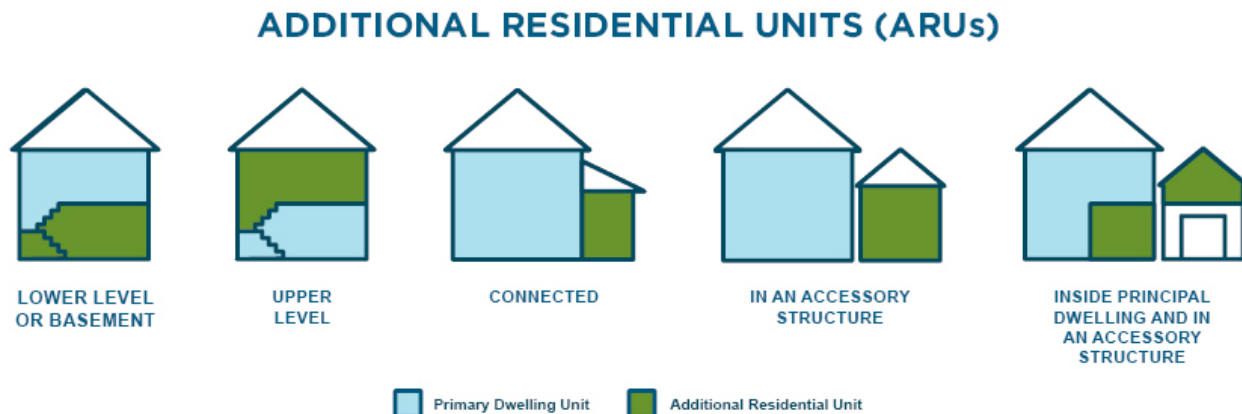 ADDITIONAL RESIDENTIAL UNITS (ARUs)
LOWER LEVEL
OR BASEMENT
UPPER
LEVEL
CONNECTED
IN AN ACCESSORY
STRUCTURE
INSIDE PRINCIPAL
DWELLING AND IN
AN ACCESSORY
STRUCTURE
Primary Dwelling Unit
Additional Residential Unit